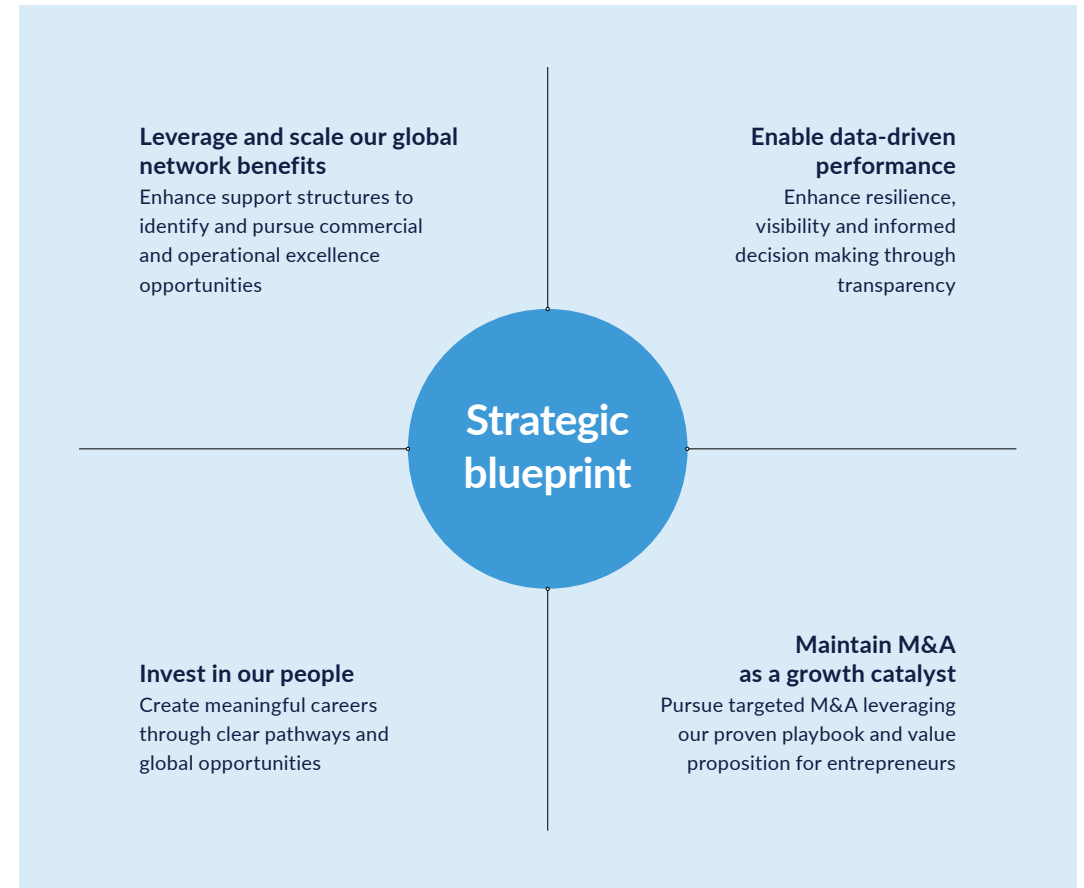 Leverage and scale our global
network benefits
Enhance support structures to
identify and pursue commercial
and operational excellence
opportunities
Enable data-driven
performance
Enhance resilience,
visibility and informed
decision making through
transparency
Strategic
blueprint
Invest in our people
Create meaningful careers
through clear pathways and
global opportunities
Maintain M&A
as a growth catalyst
Pursue targeted M&A leveraging
our proven playbook and value
proposition for entrepreneurs